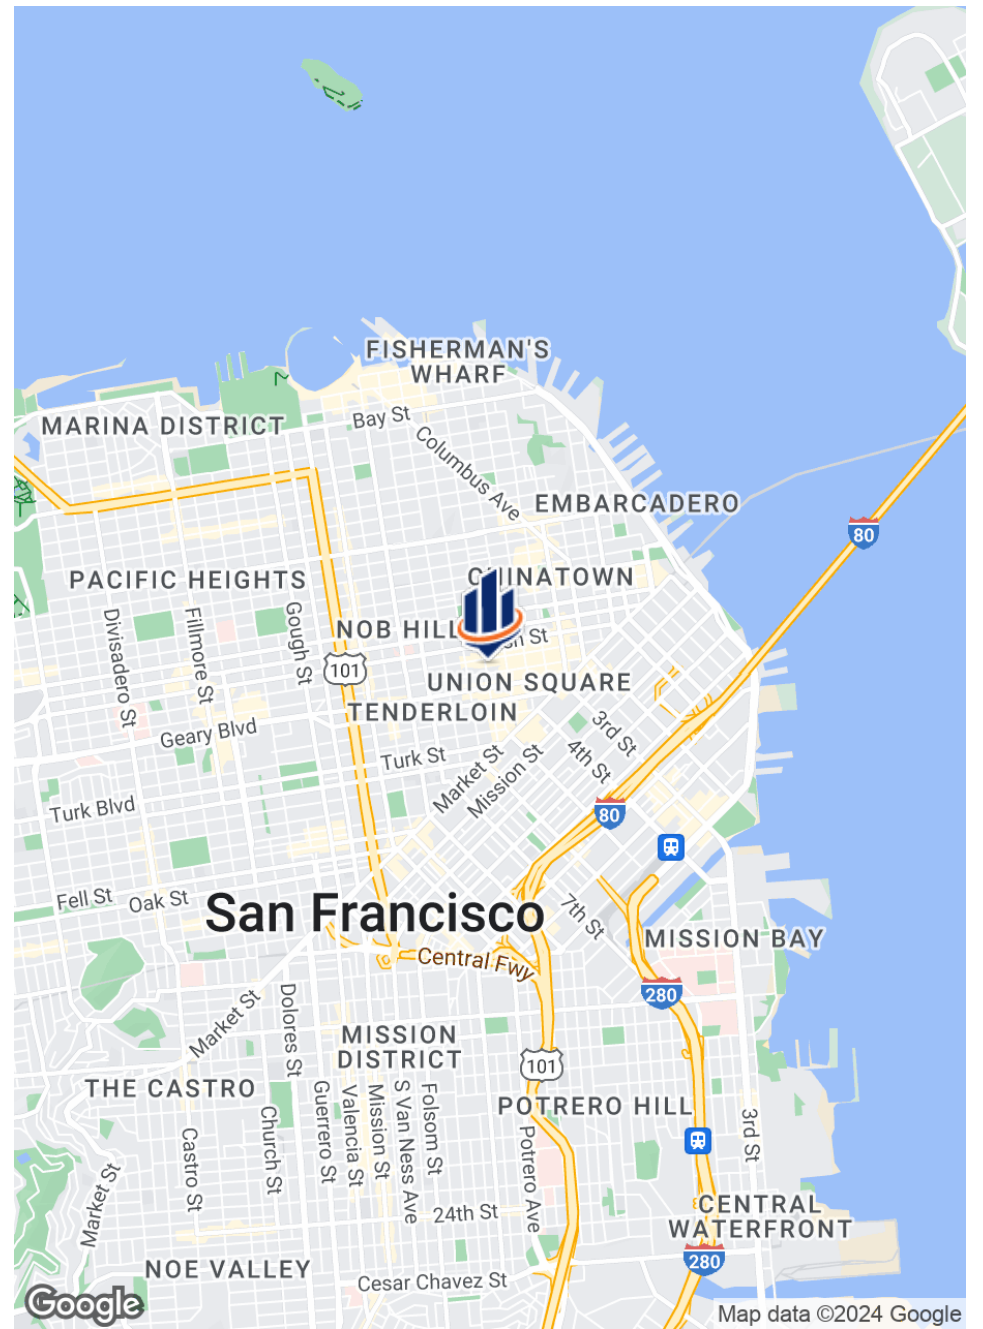 FISHERMAN'S
WHARF
MARINA DISTRICT
Bay St
Columbus Ave
EMBARCADERO
80
CHINATOWN
PACIFIC HEIGHTS
Divisadero St
Fillmore St
Gough St
NOB HILL
St
101
UNION SQUARE
TENDERLOIN
Geary Blvd
3rd St
4th St
Turk St
Market St
Mission St
Turk Blvd
80
Fell St
Oak St
San Francisco
7th St
MISSION BAY
Central Fwy
280
Market St
Dolores St
MISSION
DISTRICT
101
THE CASTRO
Guerrero St
Valencia St
Mission St
S Van Ness Ave
Folsom St
POTRERO HILL
Church St
Castro St
Potrero Ave
3rd St
Market St
24th St
CENTRAL
WATERFRONT
NOE VALLEY
Cesar Chavez St
280
Google
Map data ©2024 Google